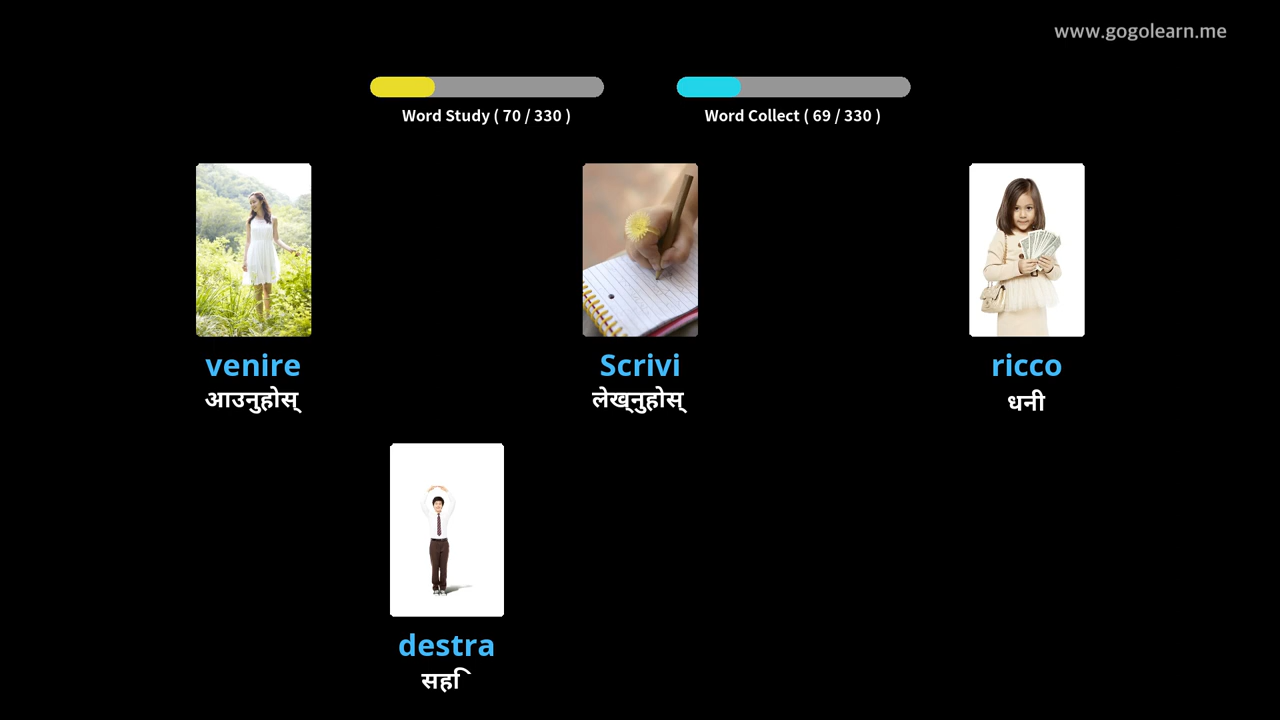 www.gogolearn.me
Word Study ( 70 / 330 )
Word Collect ( 69 / 330 )
venire
आउनुहोस्
Scrivi
लेख्नुहोस्
ricco
धनी
destra
सहि